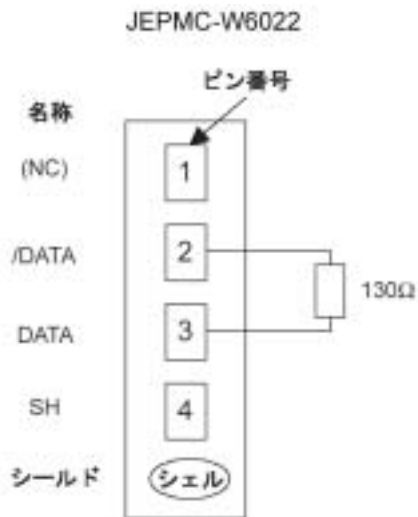 JEPMC-W6022
ピン番号
名称
(NC)
1
/DATA
2
130Ω
DATA
3
SH
4
シールド
シェル